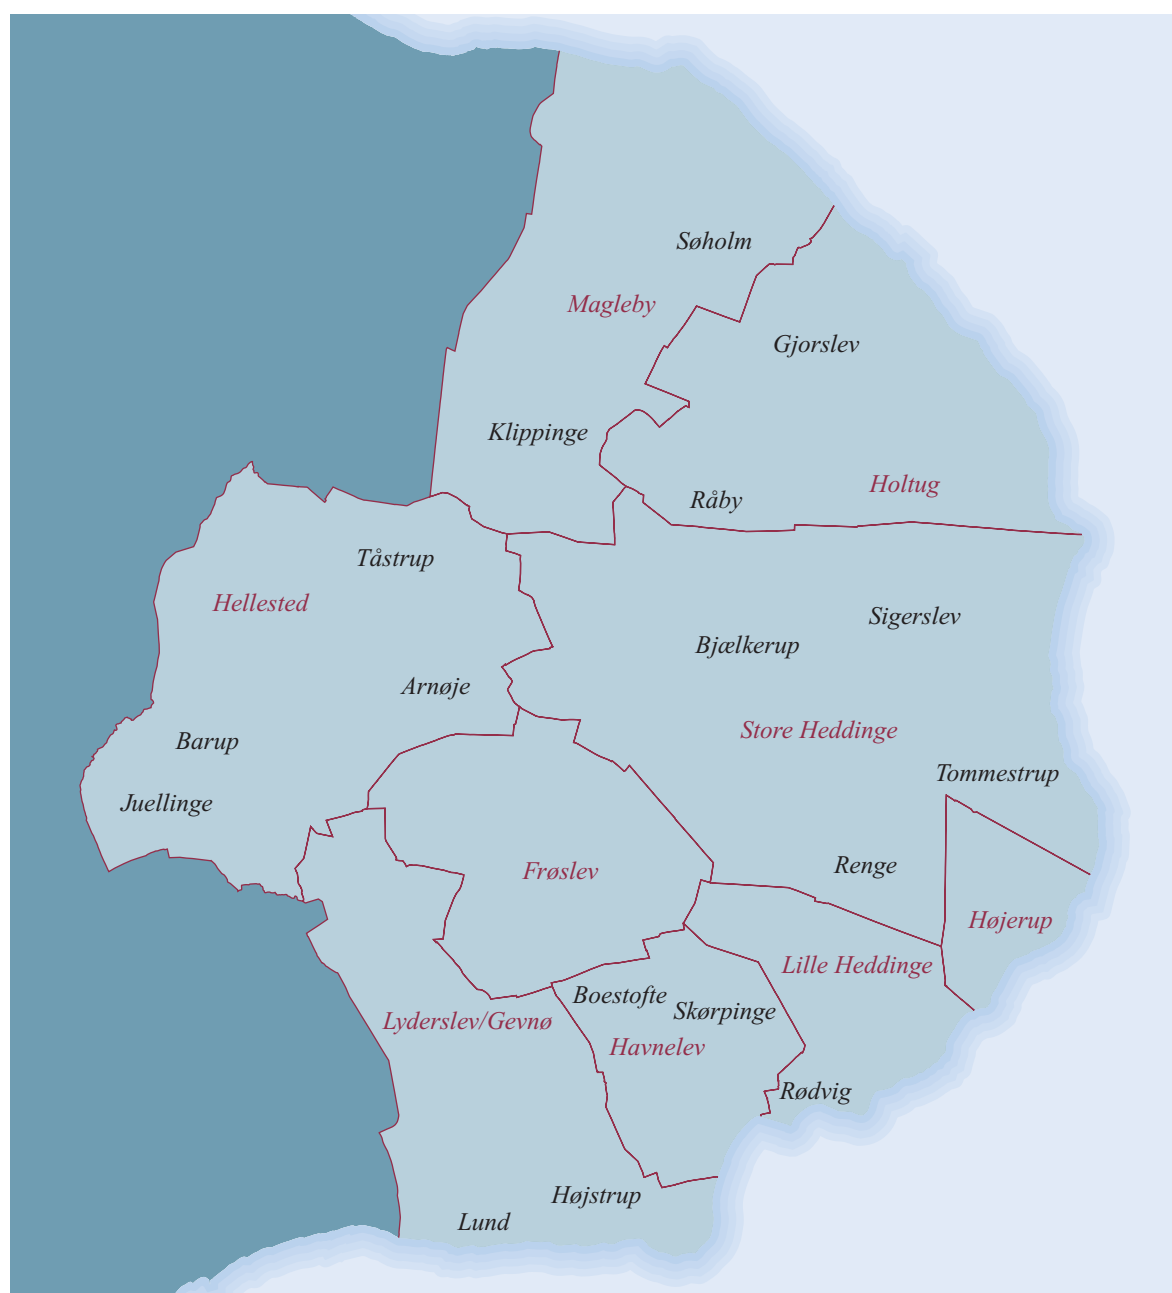 Søholm
Magleby
Gjorslev
Klippinge
Holtug
Råby
Tåstrup
Hellested
Sigerslev
Bjælkerup
Arnøje
Store Heddinge
Barup
Tommestrup
Juellinge
Renge
Frøslev
Højerup
Lille Heddinge
Boestofte
Skørpinge
Lyderslev/Gevnø
Havnelev
Rødvig
Højstrup
Lund